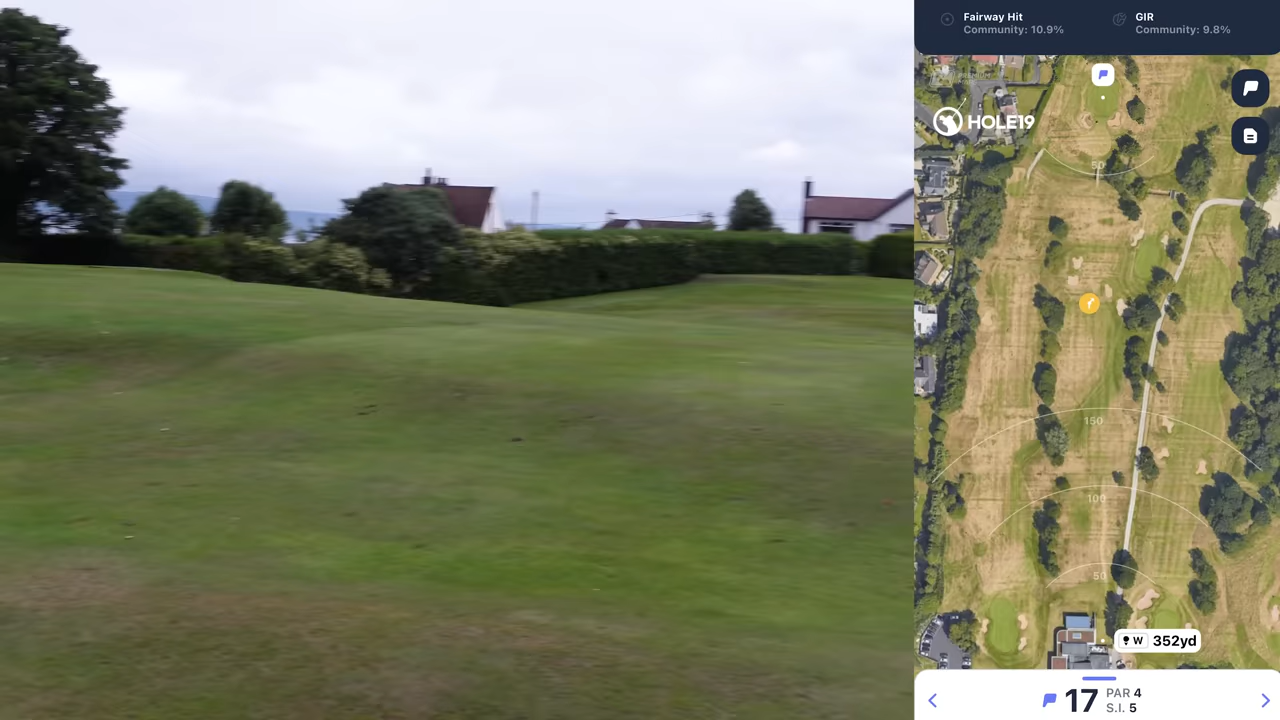 Fairway Hit
Community: 10.9%
GIR
Community: 9.8%
PREMIUM
HOLE19
50
150
100
50
W 352yd
17
PAR 4
S.I. 5